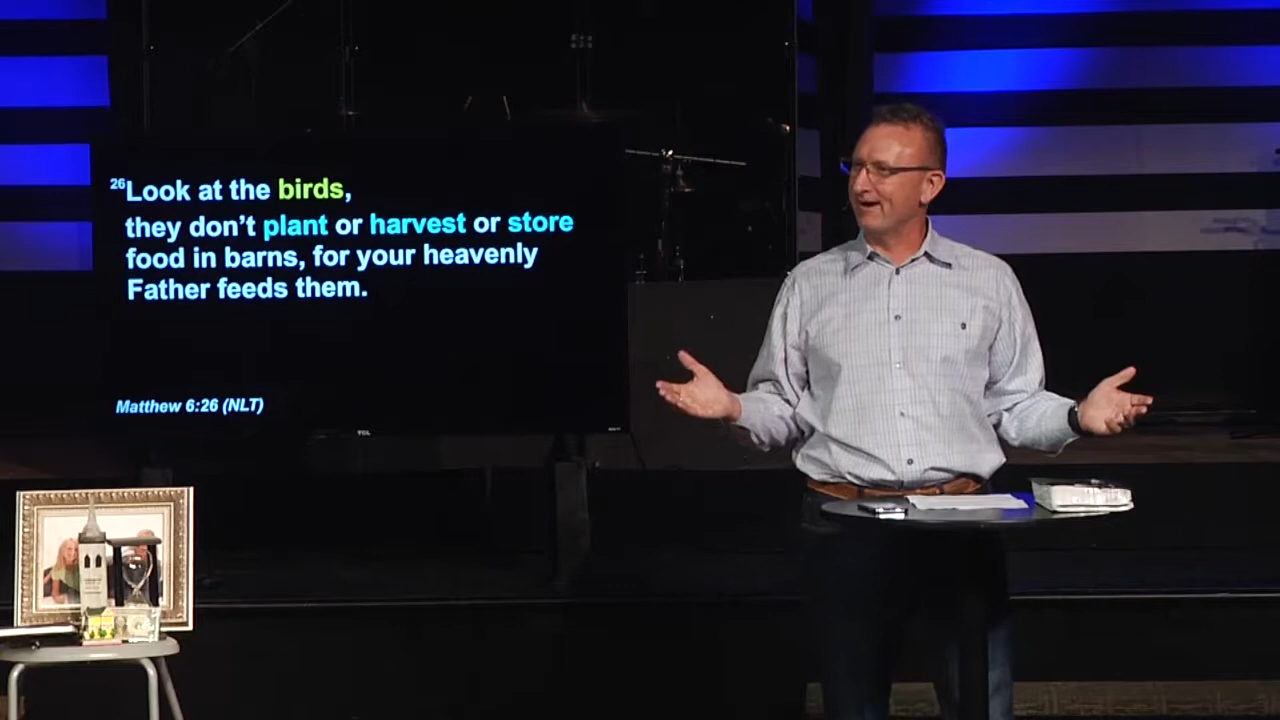 26Look at the birds,
they don't plant or harvest or store
food in barns, for your heavenly
Father feeds them.
Matthew 6:26 (NLT)
TCL